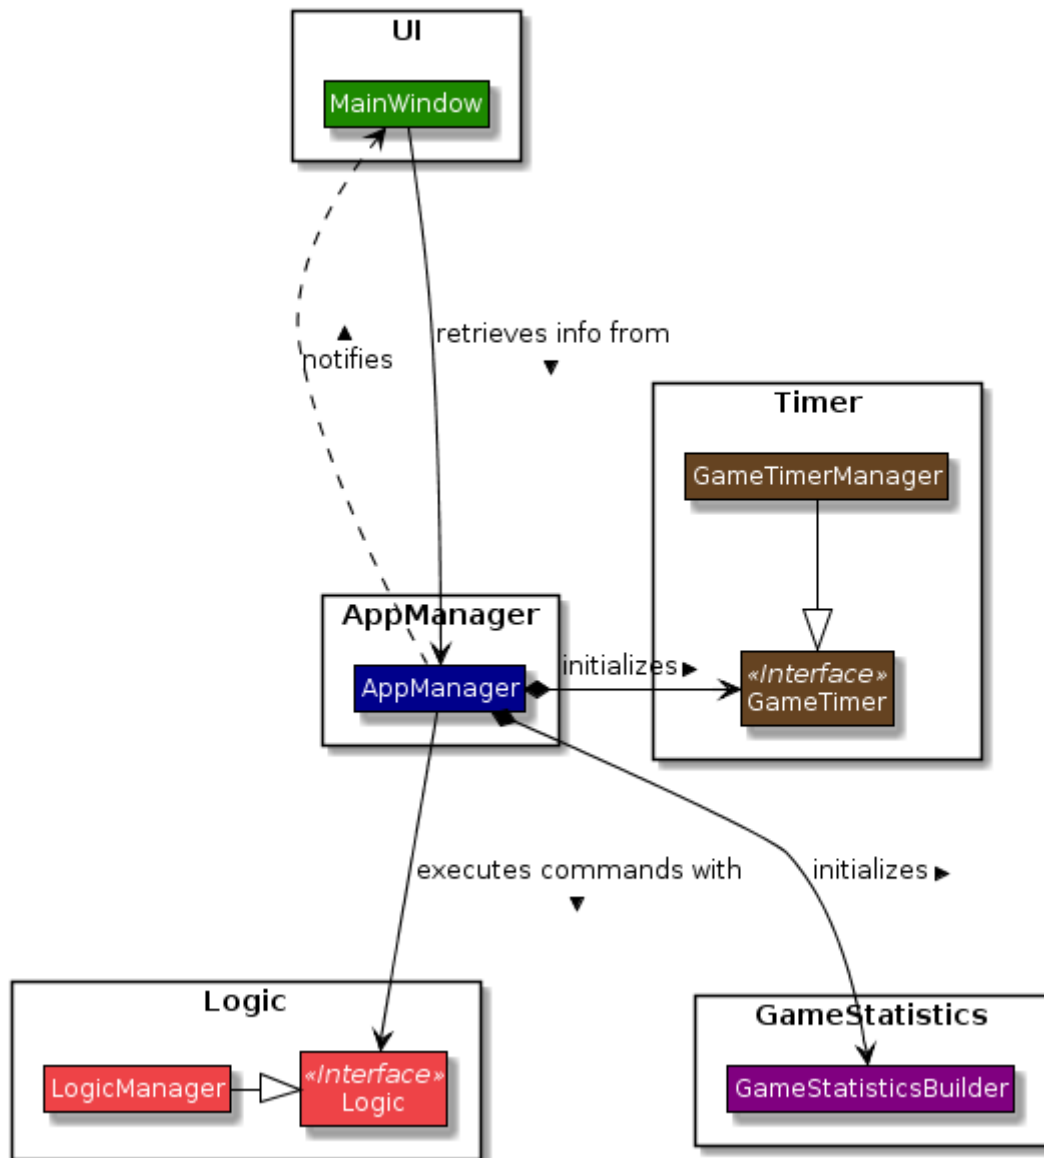 UI
MainWindow
retrieves info from
notifies
Timer
GameTimerManager
AppManager
initializes
AppManager
«Interface»
GameTimer
executes commands with
initializes
Logic
GameStatistics
LogicManager
«Interface»
Logic
GameStatisticsBuilder